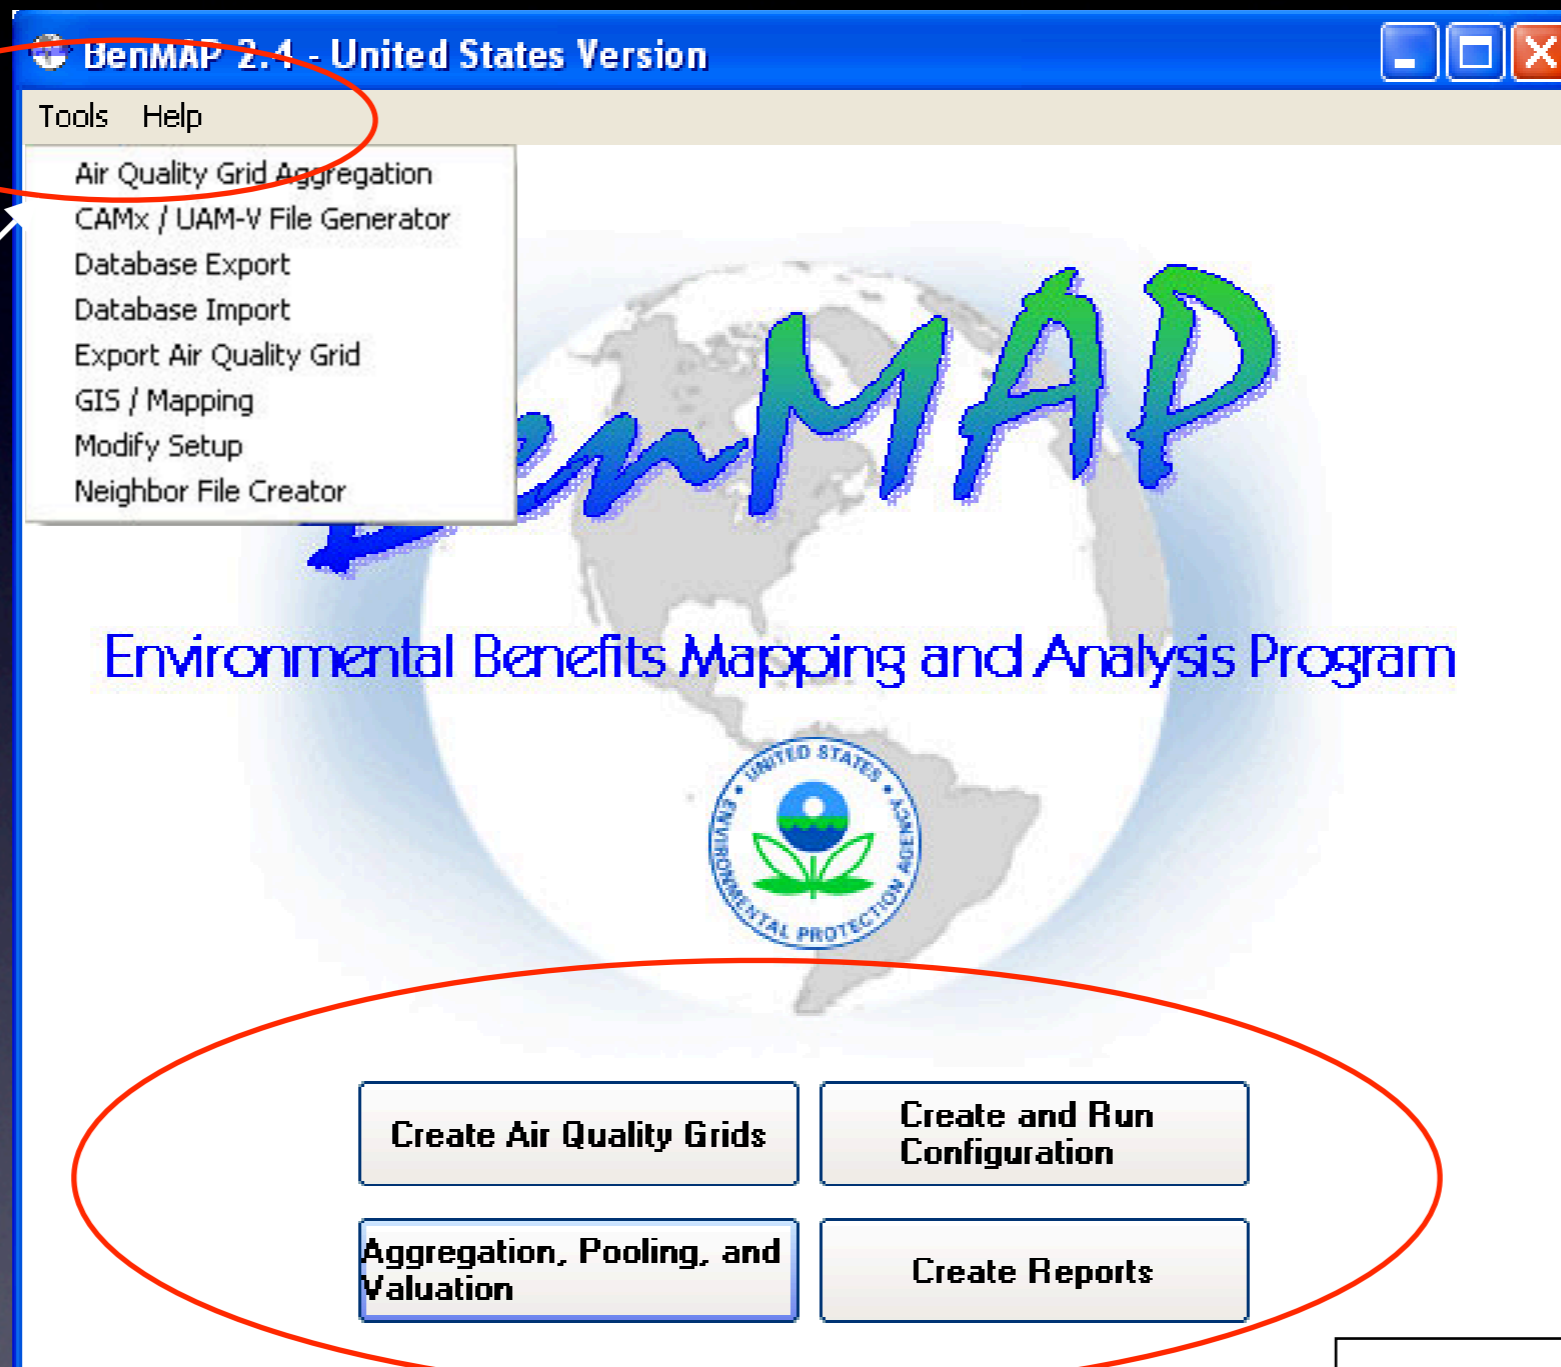 BenMAP 2.4 - United States Version
Tools Help
Air Quality Grid Aggregation
CAMx / UAM-V File Generator
Database Export
Database Import
Export Air Quality Grid
GIS / Mapping
Modify Setup
Neighbor File Creator
BenMAP
Environmental Benefits Mapping and Analysis Program
UNITED STATES
ENVIRONMENTAL PROTECTION AGENCY
Create Air Quality Grids
Create and Run
Configuration
Aggregation, Pooling, and
Valuation
Create Reports